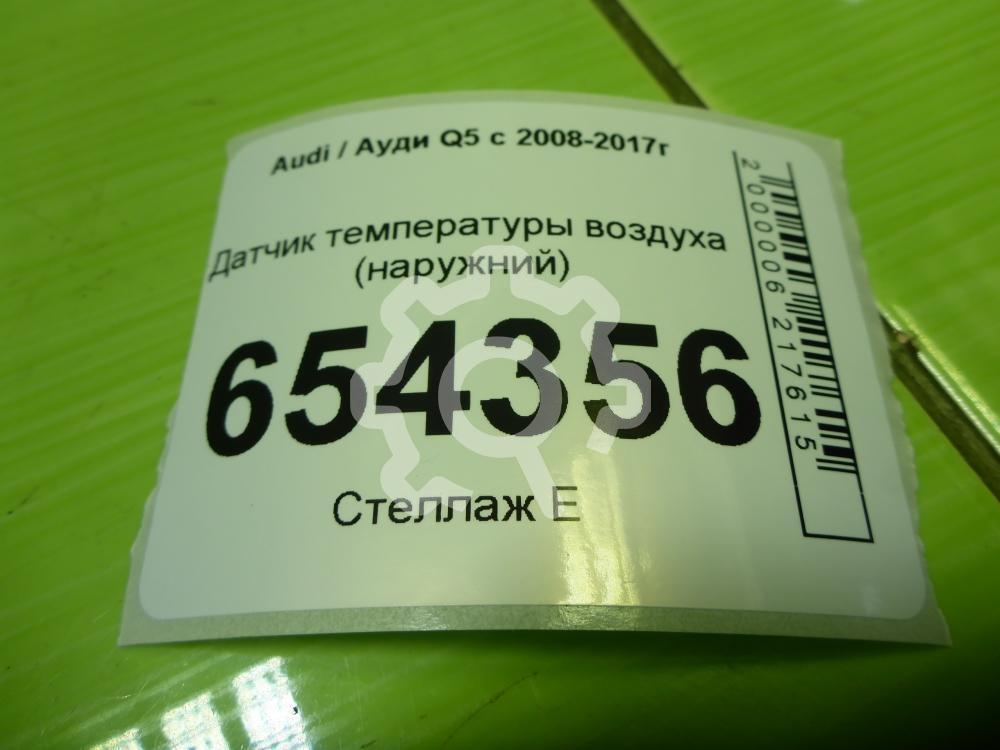 Audi / Ауди Q5 с 2008-2017г
Датчик температуры воздуха
(наружний)
654356
Стеллаж Е
2000006217615